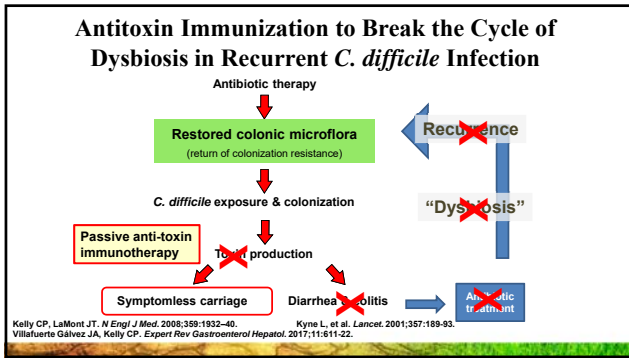 Antitoxin Immunization to Break the Cycle of
Dysbiosis in Recurrent C. difficile Infection
Antibiotic therapy
Restored colonic microflora
(return of colonization resistance)
Recurrence
C. difficile exposure & colonization
“Dysbiosis”
Passive anti-toxin
immunotherapy
Toxin production
Symptomless carriage
Diarrhea & colitis
Antibiotic
treatment
Kelly CP, LaMont JT. N Engl J Med. 2008;359:1932–40.
Kyne L, et al. Lancet. 2001;357:189-93.
Villafuerte Gálvez JA, Kelly CP. Expert Rev Gastroenterol Hepatol. 2017;11:611-22.